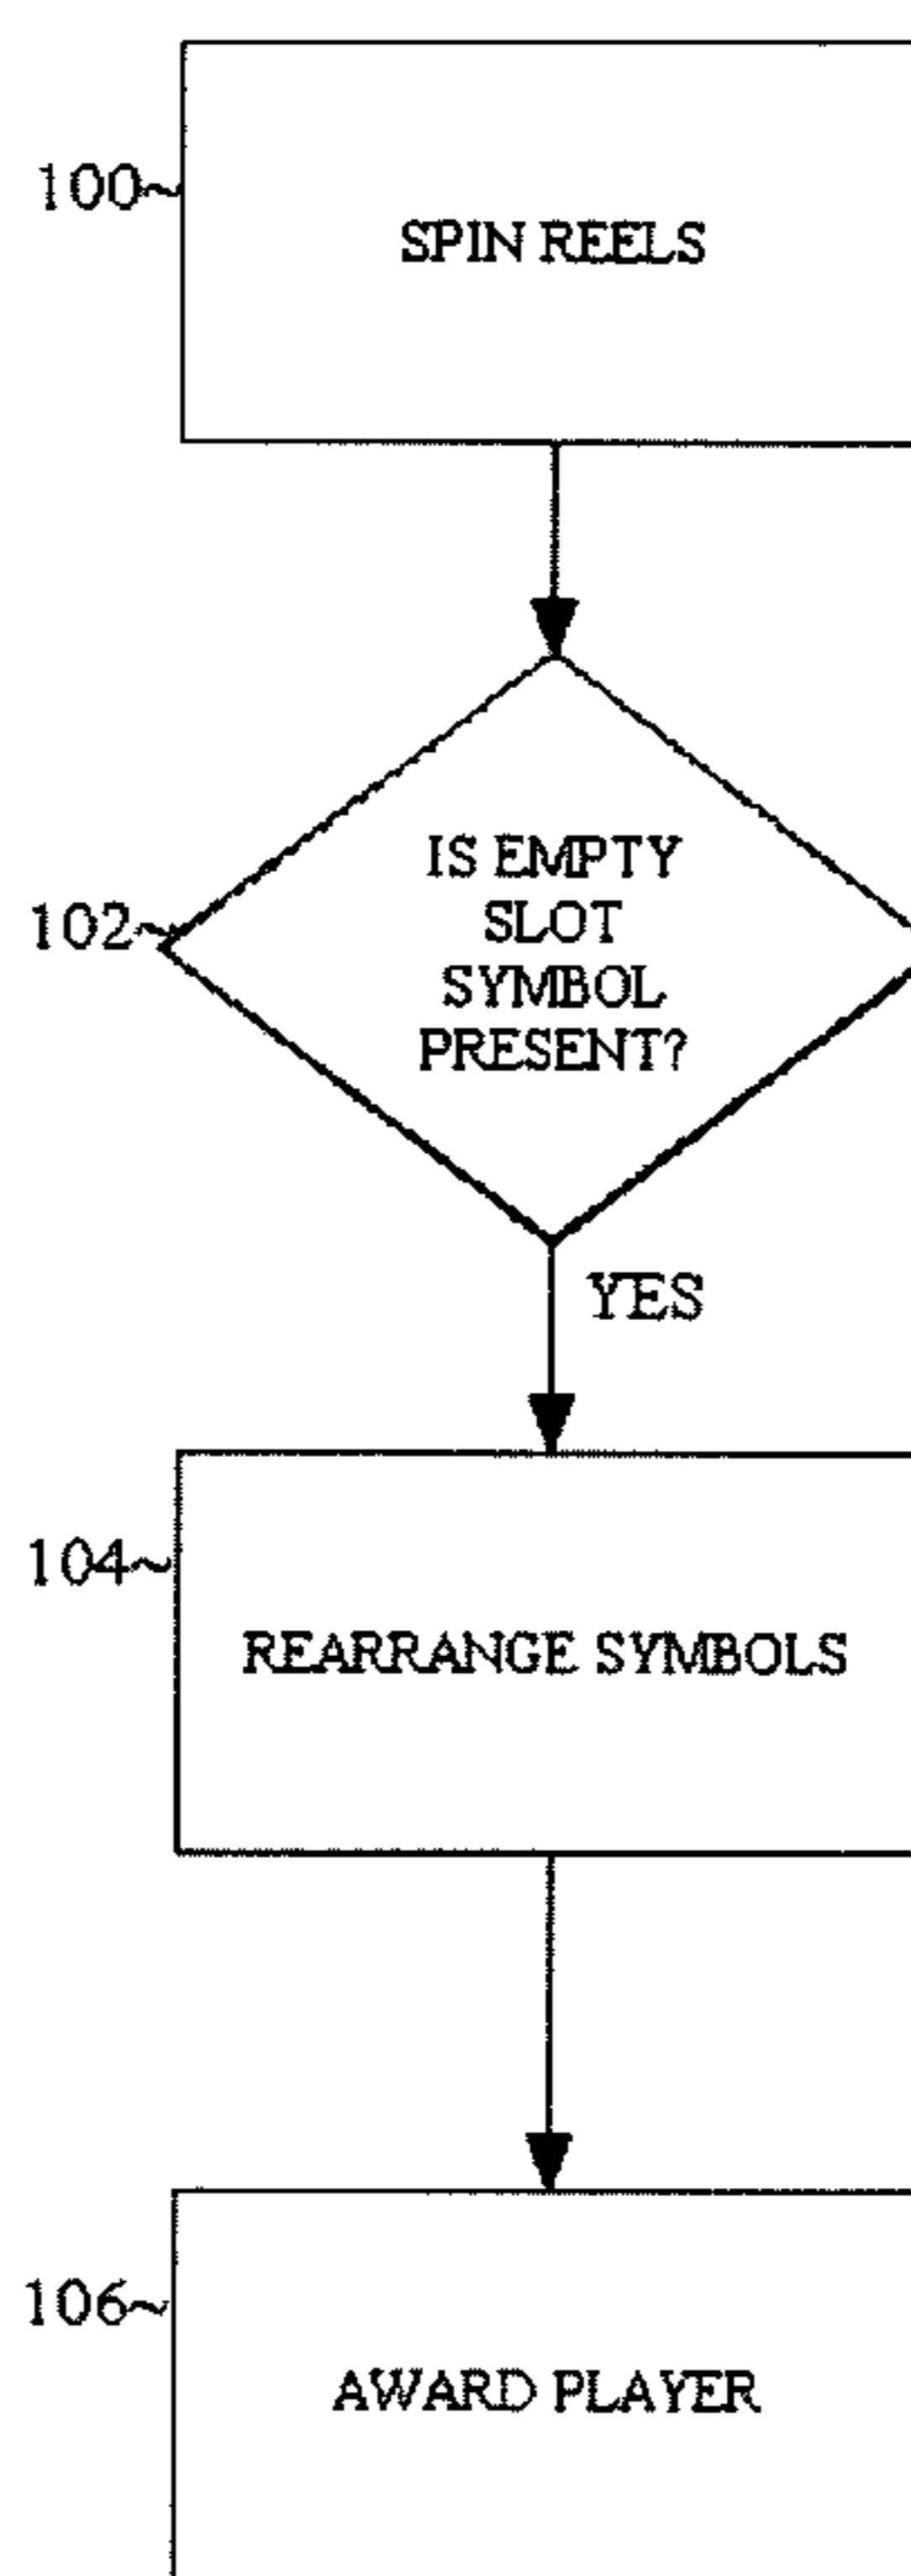 100~
SPIN REELS
IS EMPTY
SLOT
SYMBOL
PRESENT?
102~
YES
104~
REARRANGE SYMBOLS
106~
AWARD PLAYER